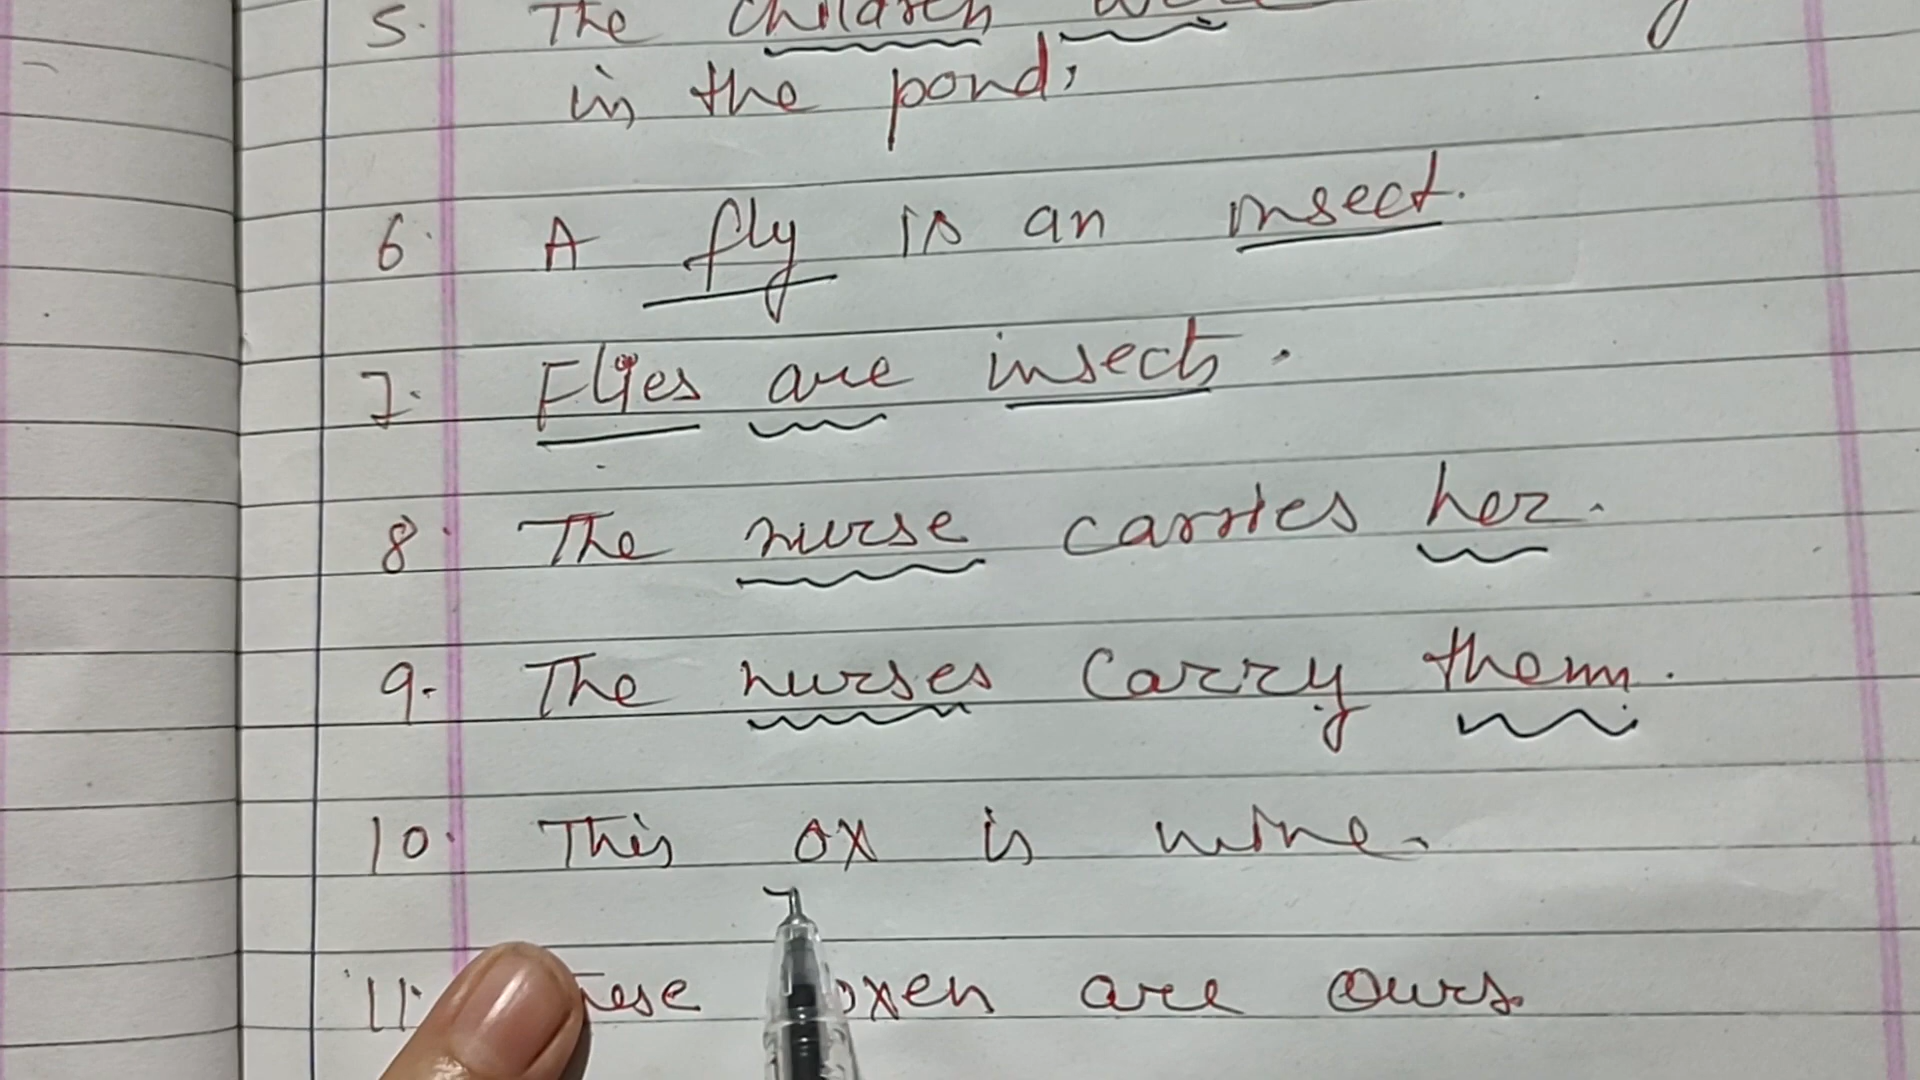 5. The children
in the pond.
6. A fly is an insect.
7. Flies are insects.
8. The nurse carries her.
9. The nurses carry them.
10. This ox is mine.
11. oxen are ours